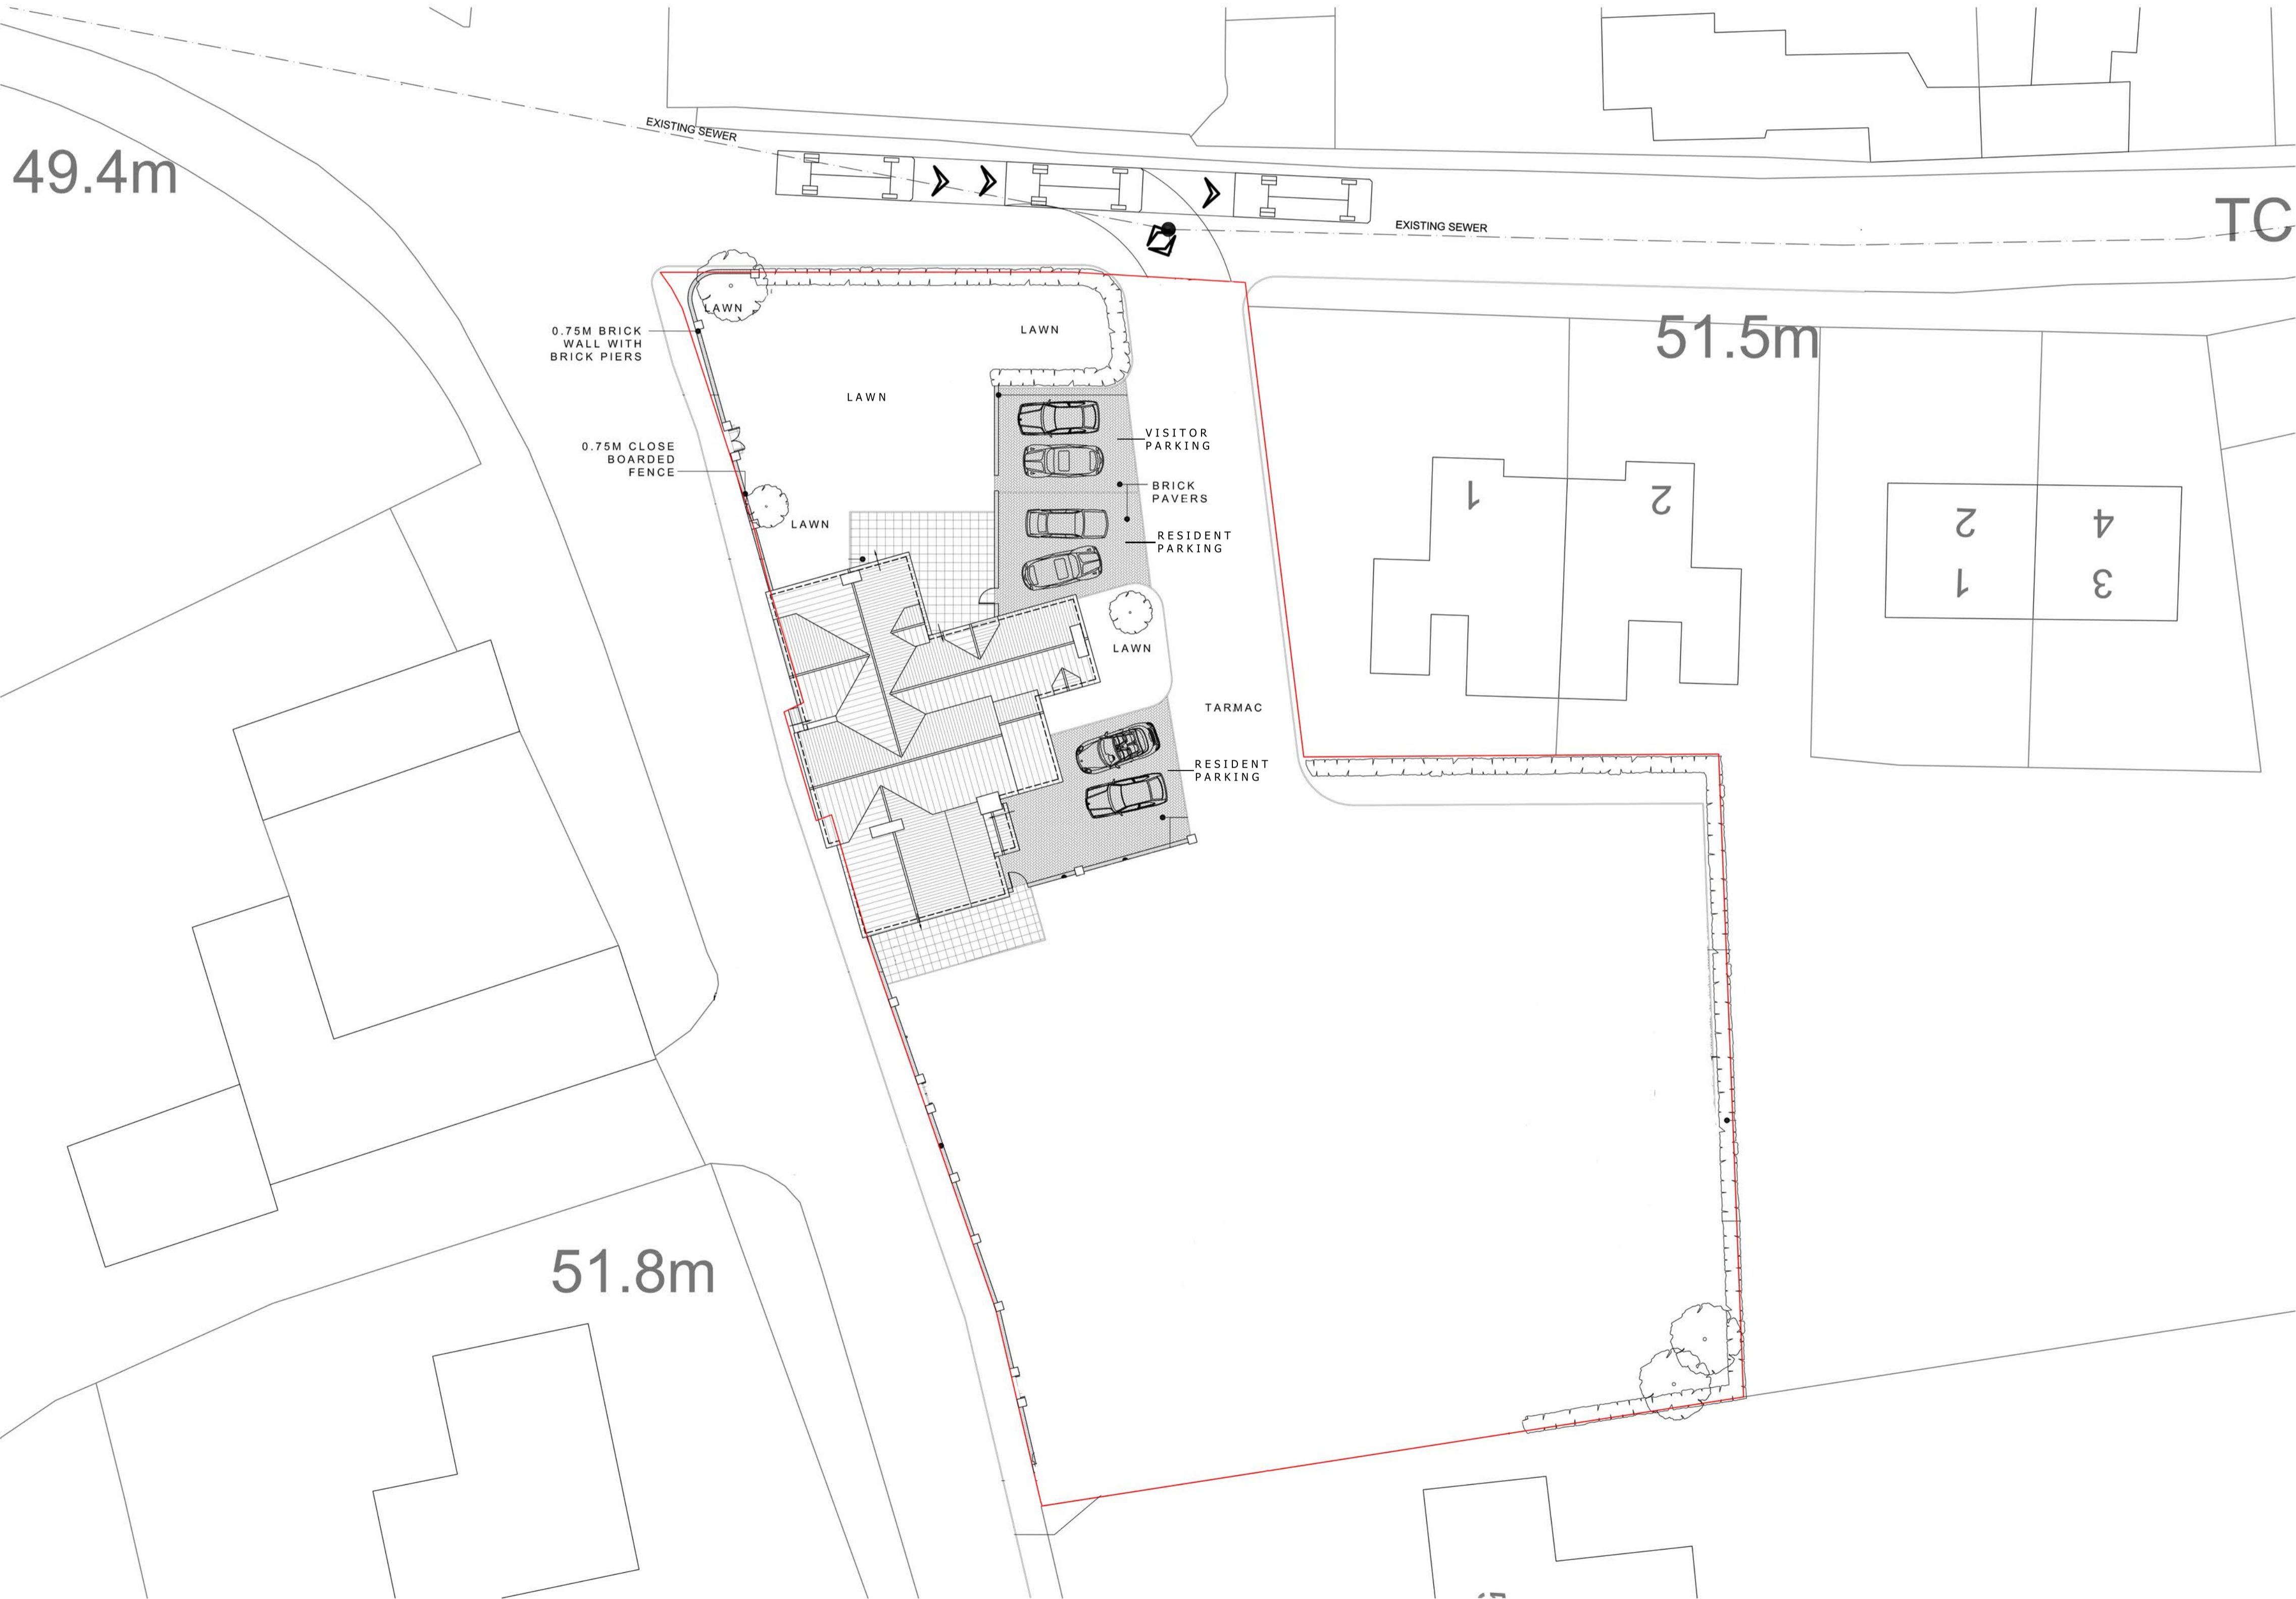 EXISTING SEWER
49.4m
EXISTING SEWER
TC
LAWN
0.75M BRICK
WALL WITH
BRICK PIERS
LAWN
51.5m
LAWN
VISITOR
PARKING
0.75M CLOSE
BOARDED
FENCE
BRICK
PAVERS
1
2
2
4
LAWN
RESIDENT
PARKING
1
3
LAWN
TARMAC
RESIDENT
PARKING
51.8m